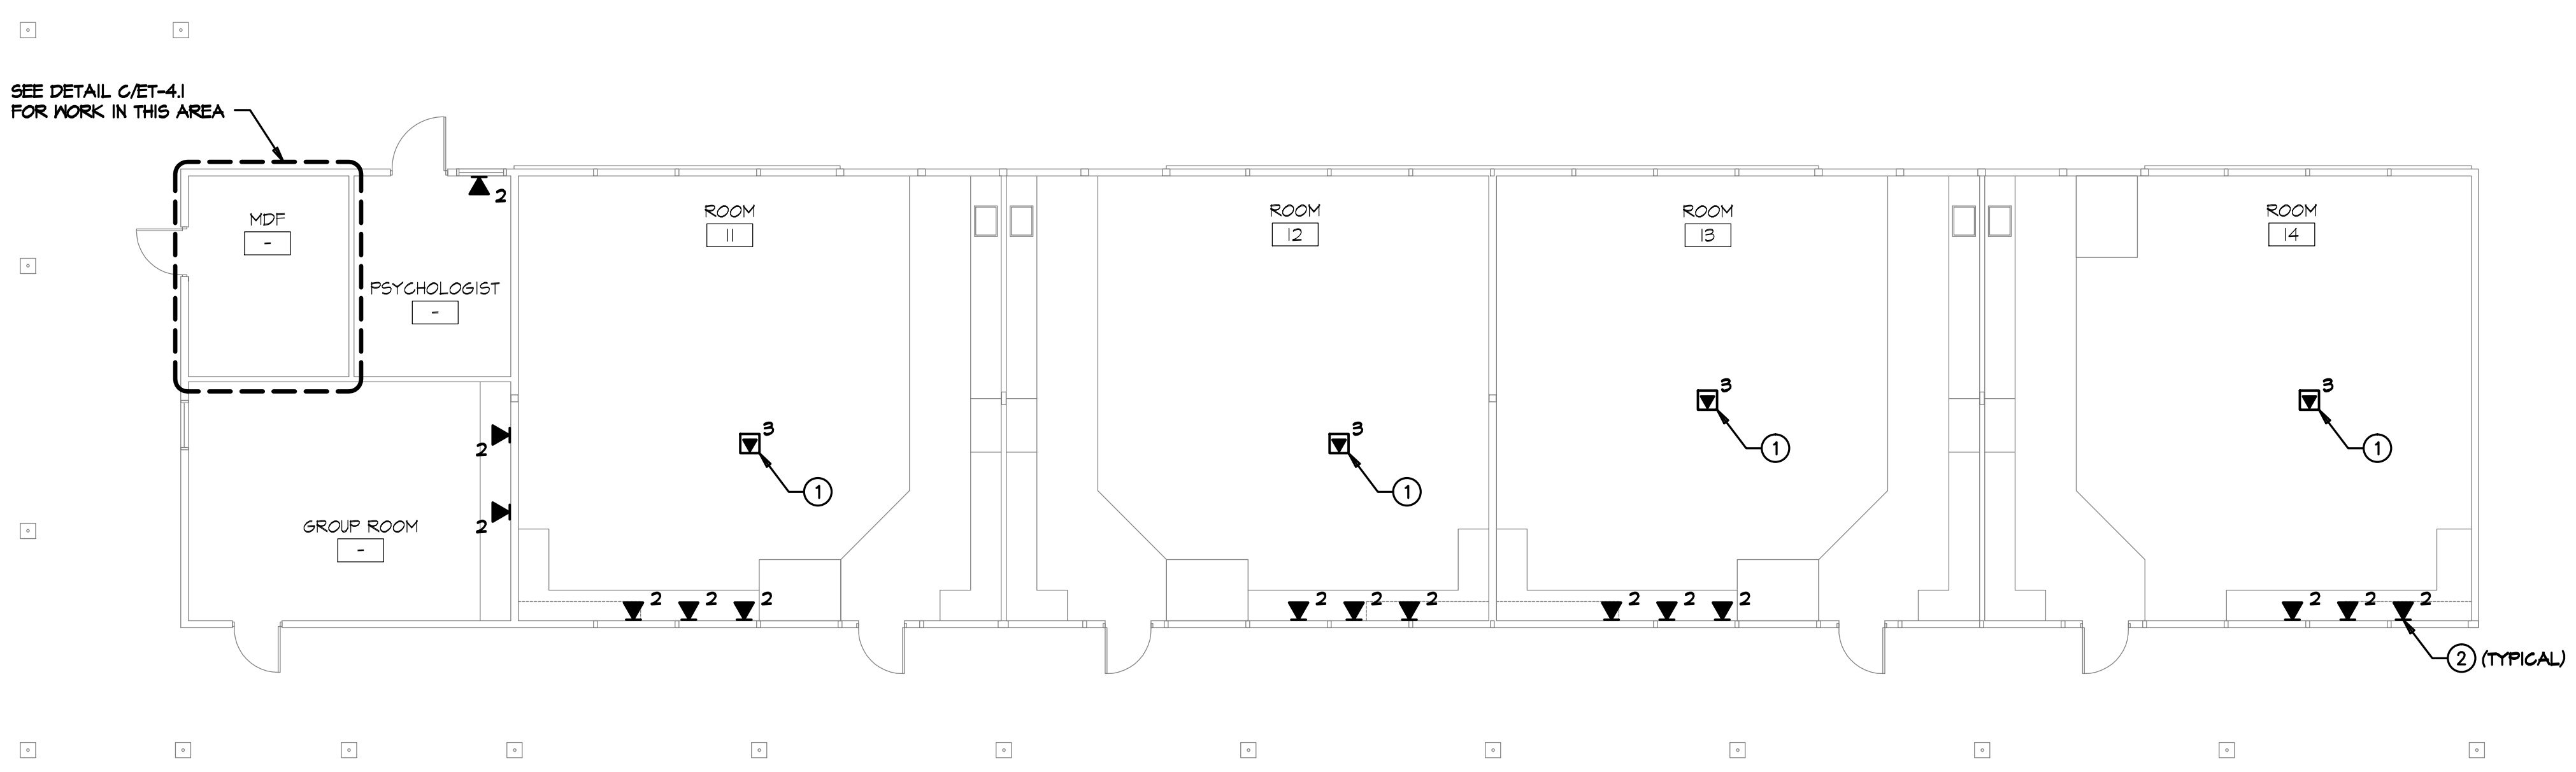 SEE DETAIL C/ET-4.1
FOR WORK IN THIS AREA
2
MDF
-
PSYCHOLOGIST
-
ROOM
11
ROOM
12
ROOM
13
ROOM
14
3
3
3
3
1
1
1
1
2
2
GROUP ROOM
-
2 2 2
2 2 2
2 2 2
2 2 2
2 (TYPICAL)